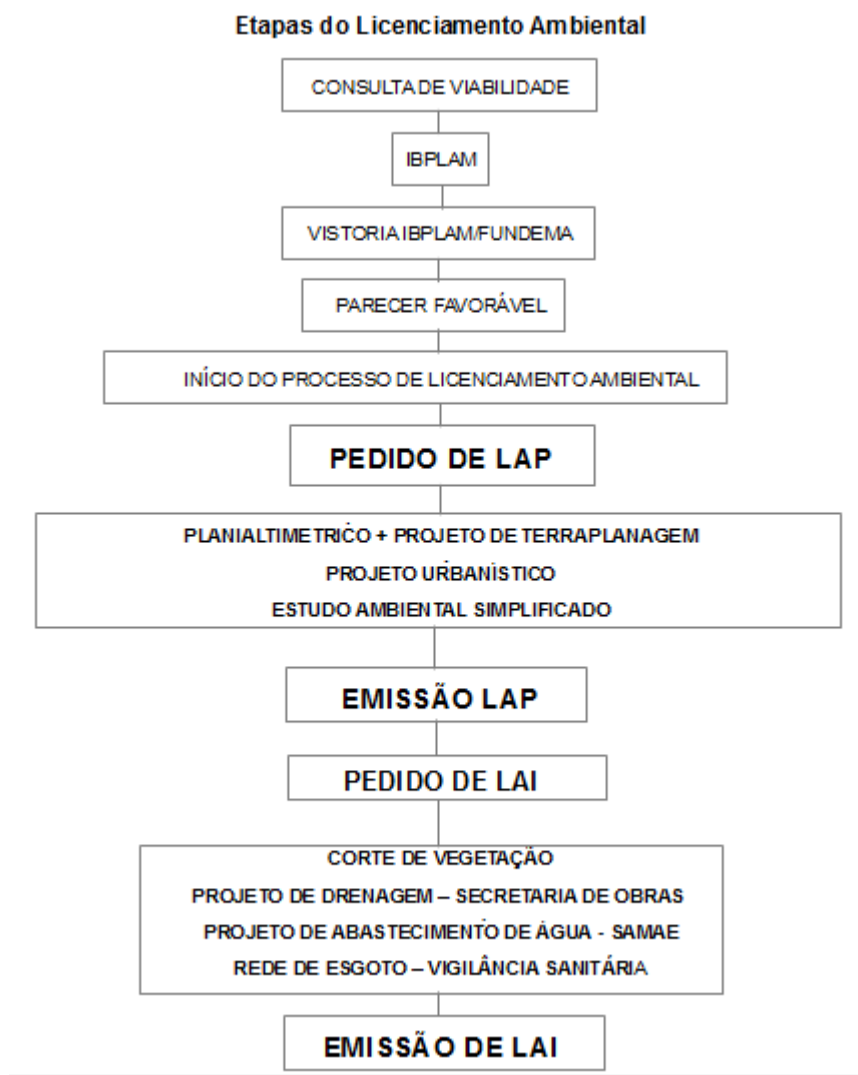 Etapas do Licenciamento Ambiental
CONSULTA DE VIABILIDADE
IBPLAM
VISTORIA IBPLAM/FUNDEMA
PARECER FAVORÁVEL
INÍCIO DO PROCESSO DE LICENCIAMENTO AMBIENTAL
PEDIDO DE LAP
PLANIALTIMETRICO + PROJETO DE TERRAPLANAGEM
PROJETO URBANÍSTICO
ESTUDO AMBIENTAL SIMPLIFICADO
EMISSÃO LAP
PEDIDO DE LAI
CORTE DE VEGETAÇÃO
PROJETO DE DRENAGEM – SECRETARIA DE OBRAS
PROJETO DE ABASTECIMENTO DE ÁGUA - SAMAE
REDE DE ESGOTO – VIGILÂNCIA SANITÁRIA
EMISSÃO DE LAI